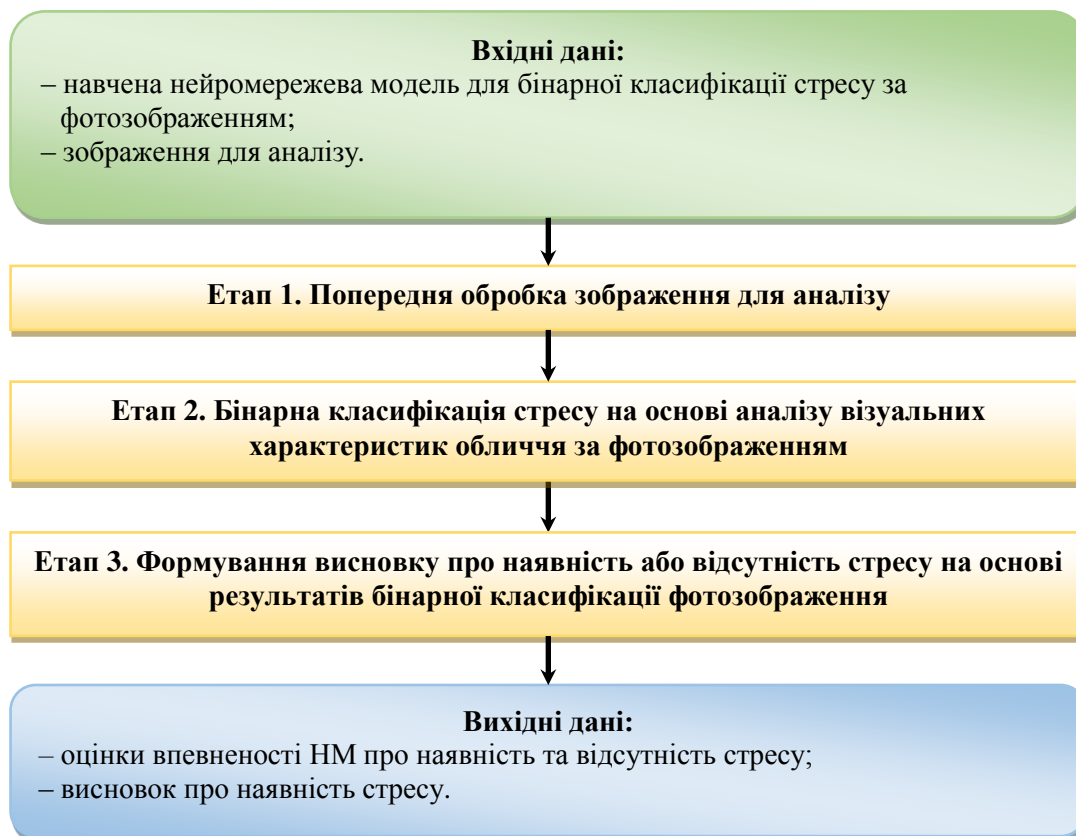 Вхідні дані:
– навчена нейромережева модель для бінарної класифікації стресу за
фотозображенням;
– зображення для аналізу.
Етап 1. Попередня обробка зображення для аналізу
Етап 2. Бінарна класифікація стресу на основі аналізу візуальних
характеристик обличчя за фотозображенням
Етап 3. Формування висновку про наявність або відсутність стресу на основі
результатів бінарної класифікації фотозображення
Вихідні дані:
– оцінки впевненості НМ про наявність та відсутність стресу;
– висновок про наявність стресу.